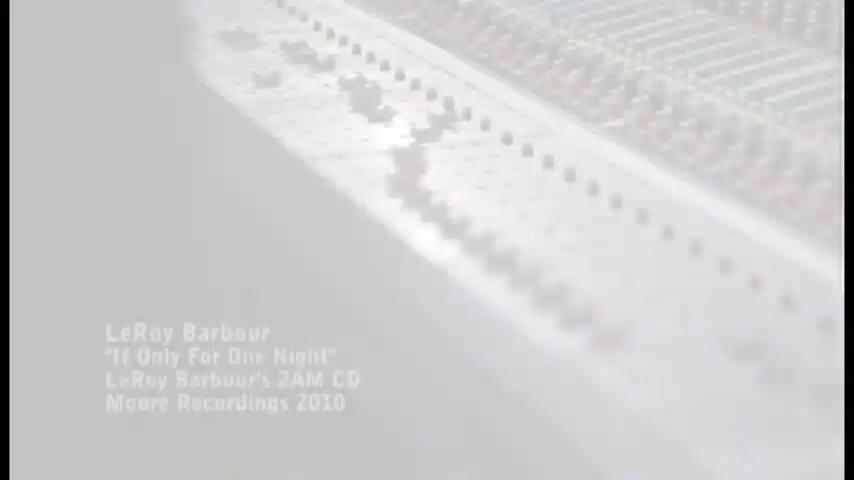 LeRoy Barbour
"If Only For One Night"
LeRoy Barbour's 2AM CD
Moore Recordings 2010